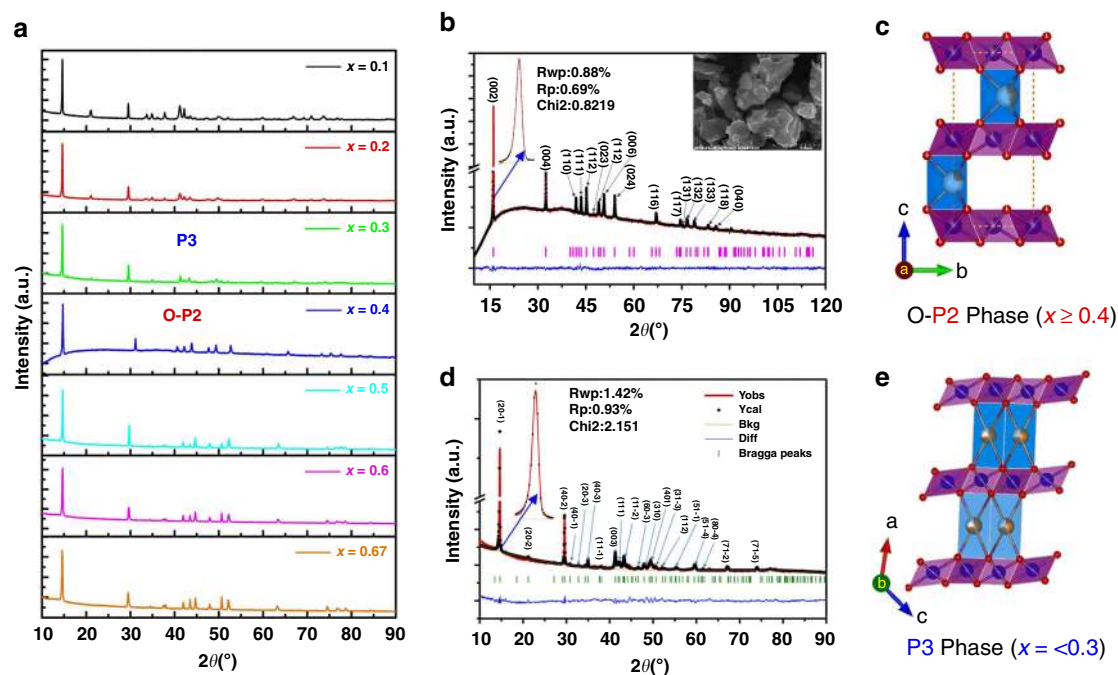 a
x = 0.1
x = 0.2
x = 0.3
P3
O-P2
x = 0.4
x = 0.5
x = 0.6
x = 0.67
Intensity (a.u.)
10 20 30 40 50 60 70 80 90
2θ(°)
b
Rwp:0.88%
Rp:0.69%
Chi2:0.8219
(002)
(004)
(110)
(111)
(112)
(023)
(112)
(006)
(024)
(116)
(117)
(131)
(132)
(133)
(118)
(040)
Intensity (a.u.)
15 30 45 60 75 90 105 120
2θ(°)
c
c
a
b
O-P2 Phase (x ≥ 0.4)
d
Rwp:1.42%
Rp:0.93%
Chi2:2.151
Yobs
Ycal
Bkg
Diff
Bragga peaks
(20-1)
(20-2)
(40-2)
(40-1)
(20-3)
(40-3)
(11-1)
(003)
(111)
(11-2)
(60-3)
(310)
(401)
(31-3)
(112)
(51-1)
(51-4)
(80-4)
(71-2)
(71-5)
Intensity (a.u.)
10 20 30 40 50 60 70 80 90
2θ(°)
e
a
b
c
P3 Phase (x = <0.3)